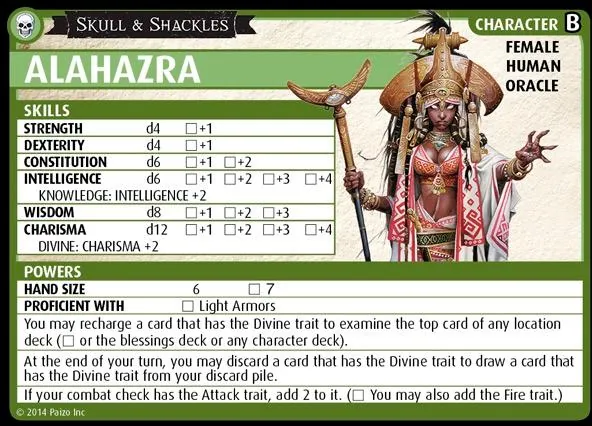 SKULL & SHACKLES
CHARACTER B
ALAHAZRA
FEMALE
HUMAN
ORACLE
SKILLS
STRENGTH d4 ☐+1
DEXTERITY d4 ☐+1
CONSTITUTION d6 ☐+1 ☐+2
INTELLIGENCE d6 ☐+1 ☐+2 ☐+3 ☐+4
KNOWLEDGE: INTELLIGENCE +2
WISDOM d8 ☐+1 ☐+2 ☐+3
CHARISMA d12 ☐+1 ☐+2 ☐+3 ☐+4
DIVINE: CHARISMA +2
POWERS
HAND SIZE 6 ☐ 7
PROFICIENT WITH ☐ Light Armors
You may recharge a card that has the Divine trait to examine the top card of any location
deck (☐ or the blessings deck or any character deck).
At the end of your turn, you may discard a card that has the Divine trait to draw a card that
has the Divine trait from your discard pile.
If your combat check has the Attack trait, add 2 to it. (☐ You may also add the Fire trait.)
© 2014 Paizo Inc